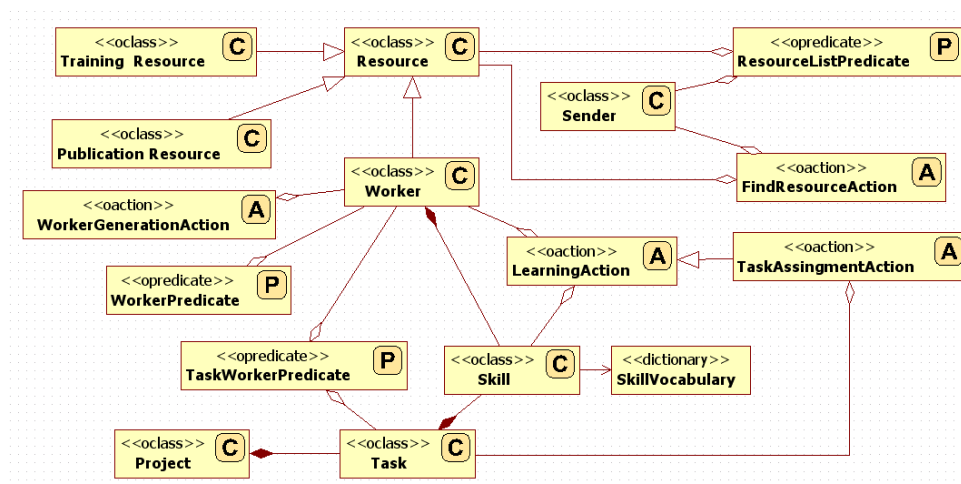 <<oclass>>
Training Resource
C
<<oclass>>
Resource
C
<<opredicate>>
ResourceListPredicate
P
<<oclass>>
Sender
C
<<oclass>>
Publication Resource
C
<<oclass>>
Worker
C
<<oaction>>
FindResourceAction
A
<<oaction>>
WorkerGenerationAction
A
<<oaction>>
LearningAction
A
<<oaction>>
TaskAssingmentAction
A
<<opredicate>>
WorkerPredicate
P
<<opredicate>>
TaskWorkerPredicate
P
<<oclass>>
Skill
C
<<dictionary>>
SkillVocabulary
<<oclass>>
Project
C
<<oclass>>
Task
C